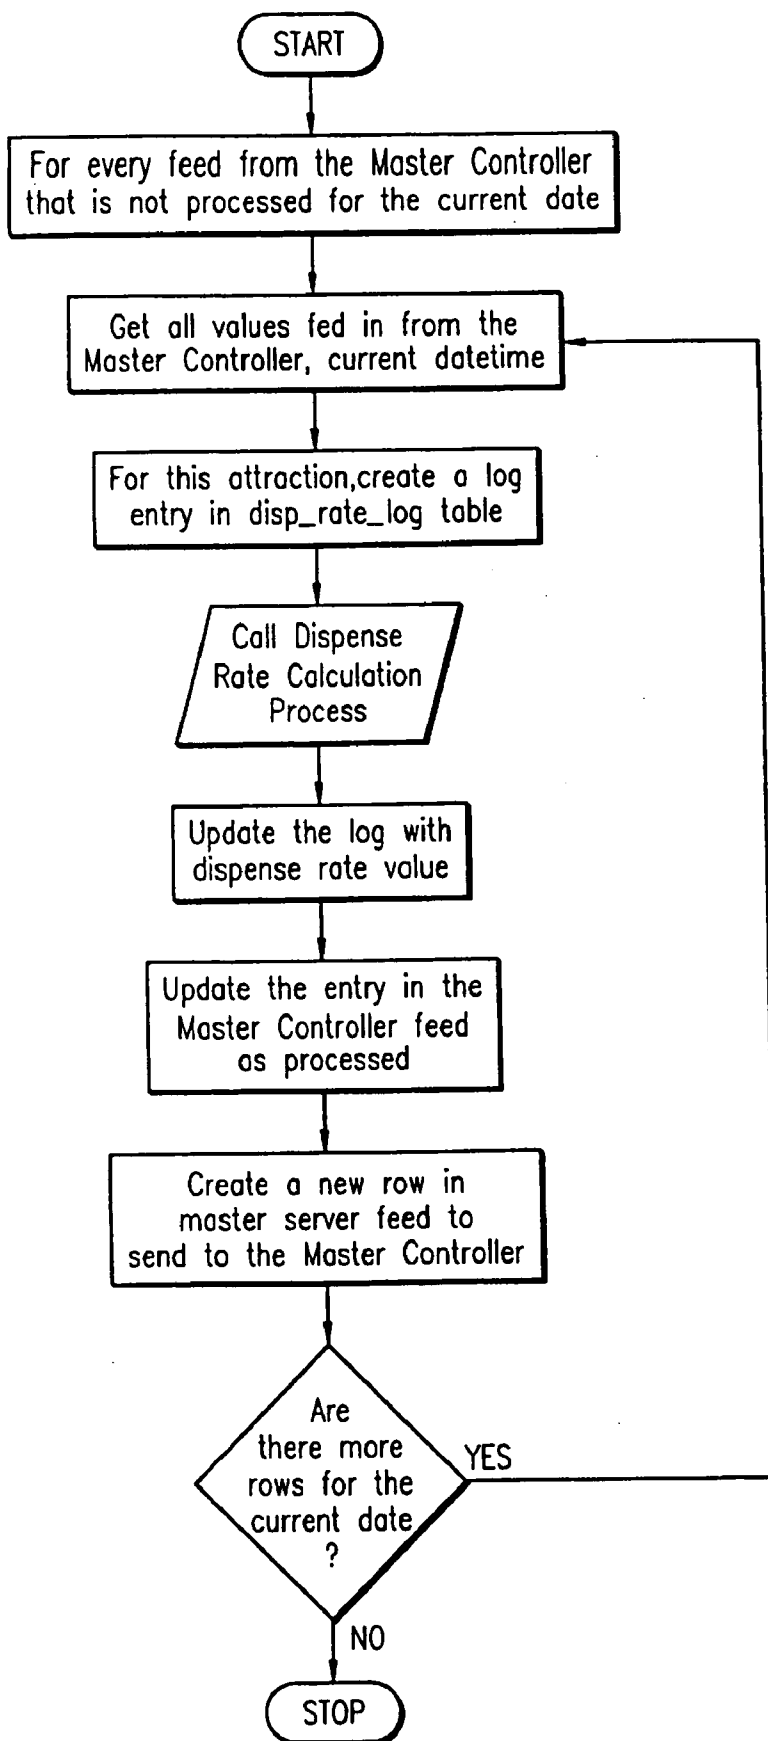 START
For every feed from the Master Controller
that is not processed for the current date
Get all values fed in from the
Master Controller, current datetime
For this attraction,create a log
entry in disp_rate_log table
Call Dispense
Rate Calculation
Process
Update the log with
dispense rate value
Update the entry in the
Master Controller feed
as processed
Create a new row in
master server feed to
send to the Master Controller
Are
there more
rows for the
current date
?
YES
NO
STOP